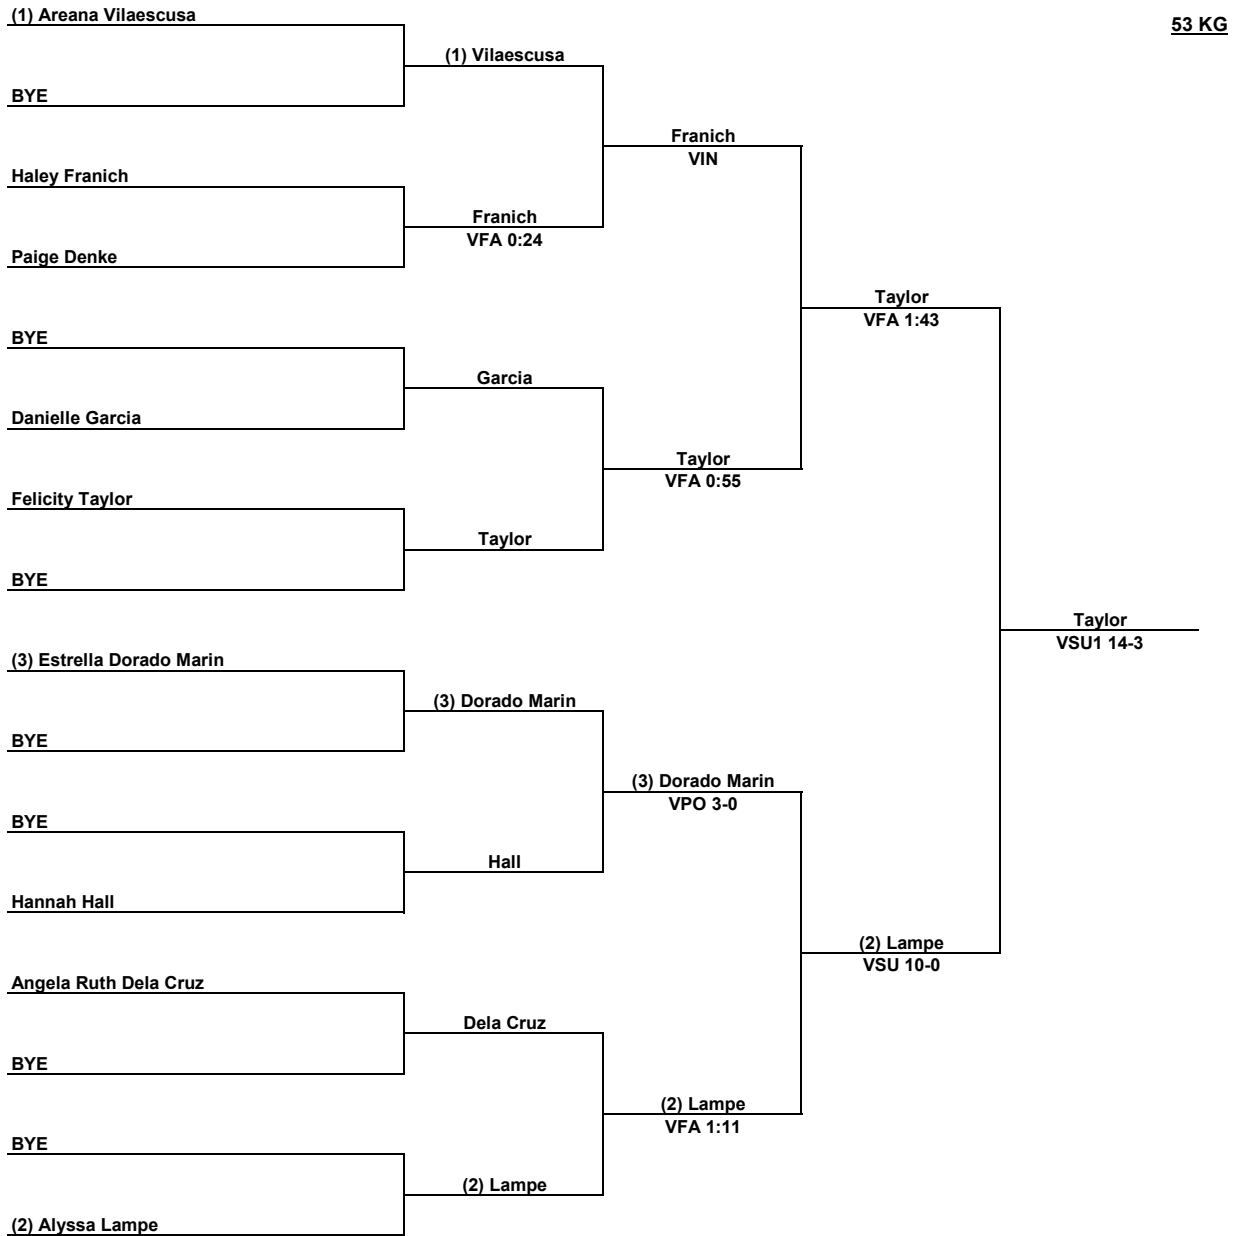 (1) Areana Vilaescusa
53 KG
(1) Vilaescusa
BYE
Franich
VIN
Haley Franich
Franich
VFA 0:24
Paige Denke
Taylor
VFA 1:43
BYE
Garcia
Danielle Garcia
Taylor
VFA 0:55
Felicity Taylor
Taylor
BYE
Taylor
VSU1 14-3
(3) Estrella Dorado Marin
(3) Dorado Marin
BYE
(3) Dorado Marin
VPO 3-0
BYE
Hall
Hannah Hall
(2) Lampe
VSU 10-0
Angela Ruth Dela Cruz
Dela Cruz
BYE
(2) Lampe
VFA 1:11
BYE
(2) Lampe
(2) Alyssa Lampe